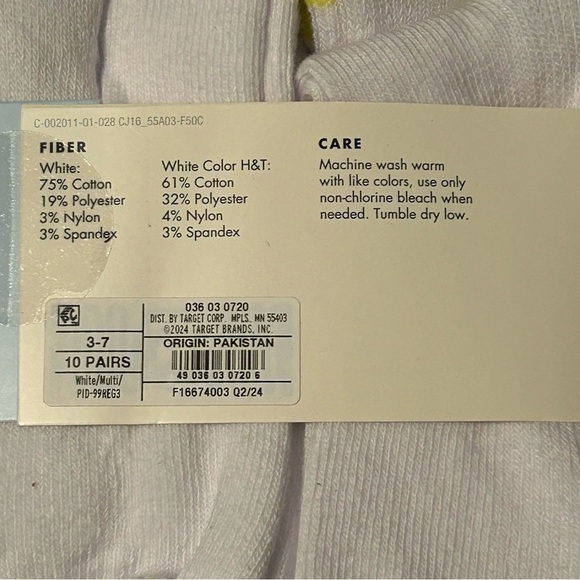 C-002011-01-028 CJ16_55A03-F50C
FIBER
White:
75% Cotton
19% Polyester
3% Nylon
3% Spandex
White Color H&T:
61% Cotton
32% Polyester
4% Nylon
3% Spandex
CARE
Machine wash warm
with like colors, use only
non-chlorine bleach when
needed. Tumble dry low.
3-7
10 PAIRS
White/Multi/
PID-99REG3
036 03 0720
DIST. BY TARGET CORP. MPLS. MN 55403
©2024 TARGET BRANDS, INC.
ORIGIN: PAKISTAN
49 036 03 0720 6
F16674003 Q2/24